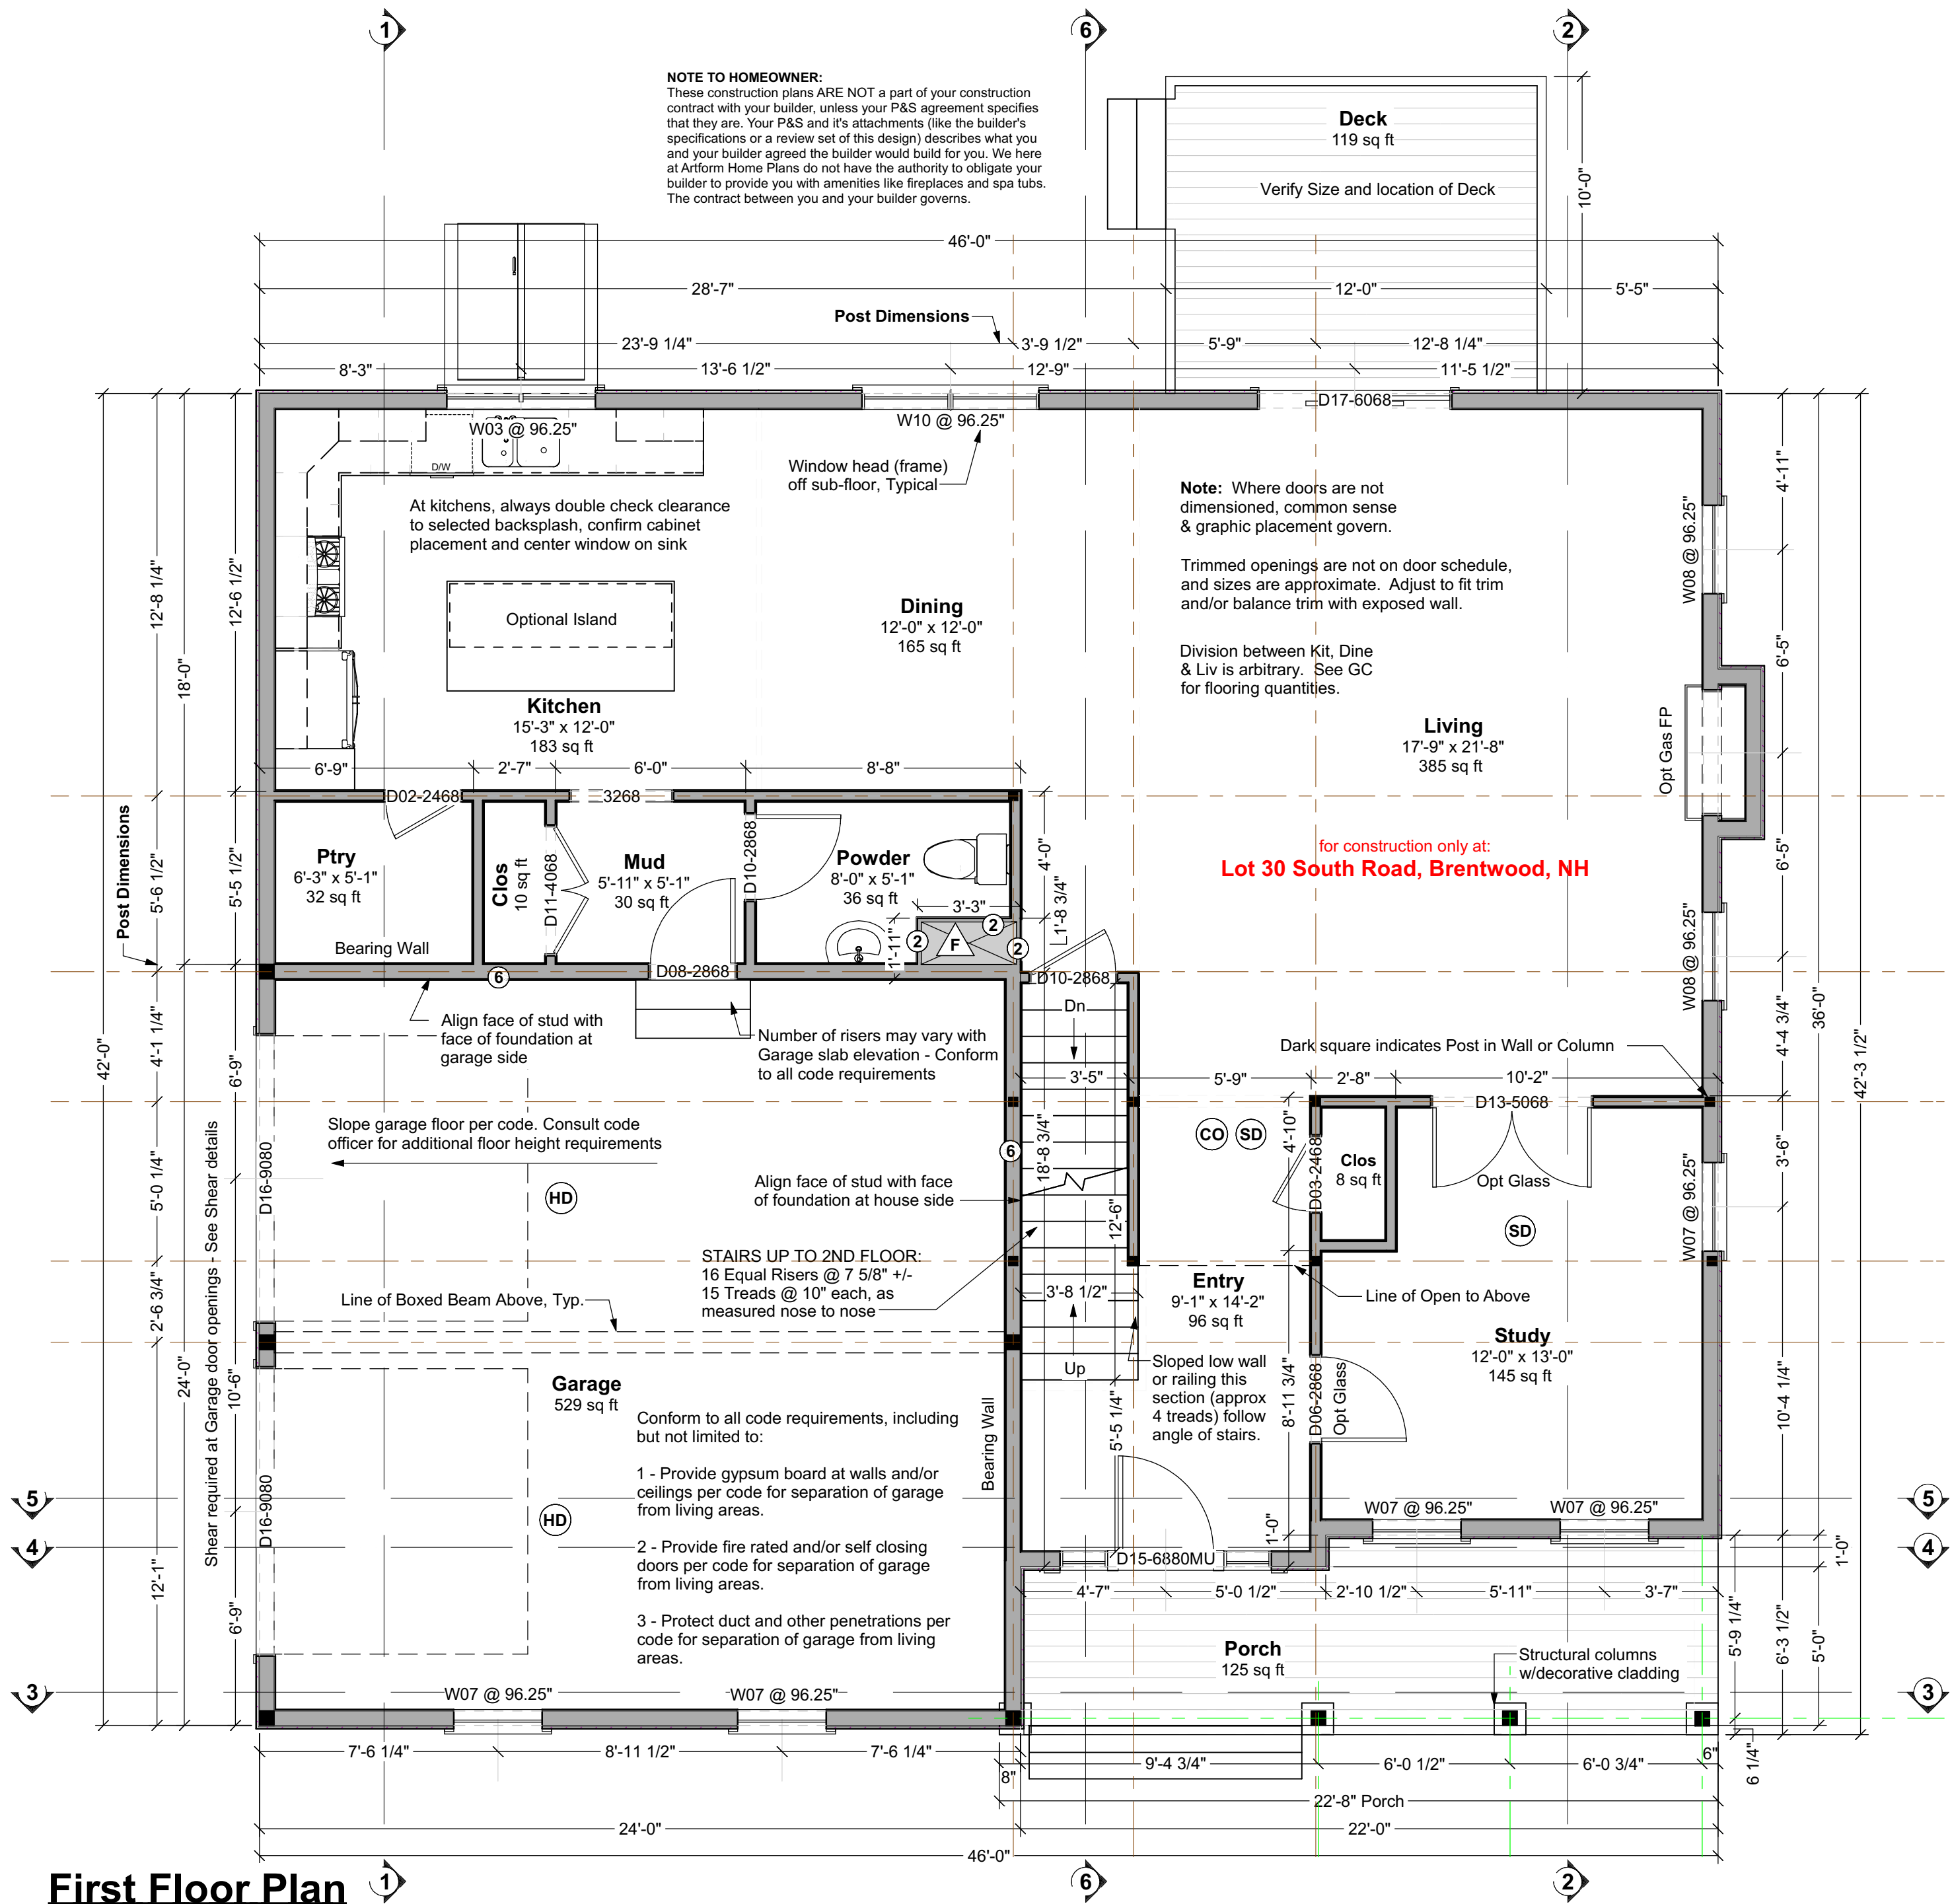 1
6
2
NOTE TO HOMEOWNER:
These construction plans ARE NOT a part of your construction
contract with your builder, unless your P&S agreement specifies
that they are. Your P&S and it's attachments (like the builder's
specifications or a review set of this design) describes what you
and your builder agreed the builder would build for you. We here
at Artform Home Plans do not have the authority to obligate your
builder to provide you with amenities like fireplaces and spa tubs.
The contract between you and your builder governs.
Deck
119 sq ft
Verify Size and location of Deck
10'-0"
46'-0"
28'-7"
12'-0"
5'-5"
Post Dimensions
23'-9 1/4"
3'-9 1/2"
5'-9"
12'-8 1/4"
8'-3"
13'-6 1/2"
12'-9"
11'-5 1/2"
W03 @ 96.25"
W10 @ 96.25"
D17-6068
D/W
Window head (frame)
off sub-floor, Typical
At kitchens, always double check clearance
to selected backsplash, confirm cabinet
placement and center window on sink
Note: Where doors are not
dimensioned, common sense
& graphic placement govern.
Trimmed openings are not on door schedule,
and sizes are approximate. Adjust to fit trim
and/or balance trim with exposed wall.
Division between Kit, Dine
& Liv is arbitrary. See GC
for flooring quantities.
W08 @ 96.25"
4'-11"
6'-5"
12'-8 1/4"
12'-6 1/2"
18'-0"
Optional Island
Dining
12'-0" x 12'-0"
165 sq ft
Kitchen
15'-3" x 12'-0"
183 sq ft
Living
17'-9" x 21'-8"
385 sq ft
Opt Gas FP
6'-9"
2'-7"
6'-0"
8'-8"
D02-2468
3268
Post Dimensions
5'-6 1/2"
5'-5 1/2"
Ptry
6'-3" x 5'-1"
32 sq ft
Clos
10 sq ft
D11-4068
Mud
5'-11" x 5'-1"
30 sq ft
D10-2868
Powder
8'-0" x 5'-1"
36 sq ft
3'-3"
1'-11"
F
2
2
2
4'-0"
1'-8 3/4"
for construction only at:
Lot 30 South Road, Brentwood, NH
6'-5"
W08 @ 96.25"
Bearing Wall
6
D08-2868
D10-2868
Dn
Align face of stud with
face of foundation at
garage side
Number of risers may vary with
Garage slab elevation - Conform
to all code requirements
Dark square indicates Post in Wall or Column
4'-4 3/4"
36'-0"
42'-3 1/2"
42'-0"
4'-1 1/4"
6'-9"
3'-5"
5'-9"
2'-8"
10'-2"
D13-5068
Slope garage floor per code. Consult code
officer for additional floor height requirements
HD
6
18'-8 3/4"
CO
SD
4'-10"
D03-2468
Clos
8 sq ft
Opt Glass
SD
W07 @ 96.25"
3'-6"
Align face of stud with face
of foundation at house side
12'-6"
Shear required at Garage door openings - See Shear details
D16-9080
5'-0 1/4"
2'-6 3/4"
STAIRS UP TO 2ND FLOOR:
16 Equal Risers @ 7 5/8" +/-
15 Treads @ 10" each, as
measured nose to nose
3'-8 1/2"
Entry
9'-1" x 14'-2"
96 sq ft
Line of Open to Above
Line of Boxed Beam Above, Typ.
Up
Sloped low wall
or railing this
section (approx
4 treads) follow
angle of stairs.
Study
12'-0" x 13'-0"
145 sq ft
D06-2868
Opt Glass
8'-11 3/4"
10'-4 1/4"
24'-0"
10'-6"
Garage
529 sq ft
Conform to all code requirements, including
but not limited to:
1 - Provide gypsum board at walls and/or
ceilings per code for separation of garage
from living areas.
2 - Provide fire rated and/or self closing
doors per code for separation of garage
from living areas.
3 - Protect duct and other penetrations per
code for separation of garage from living
areas.
Bearing Wall
5'-5 1/4"
5
5
4
4
D16-9080
HD
12'-1"
6'-9"
1'-0"
D15-6880MU
W07 @ 96.25"
W07 @ 96.25"
1'-0"
4'-7"
5'-0 1/2"
2'-10 1/2"
5'-11"
3'-7"
Porch
125 sq ft
Structural columns
w/decorative cladding
5'-9 1/4"
6'-3 1/2"
5'-0"
3
3
W07 @ 96.25"
W07 @ 96.25"
7'-6 1/4"
8'-11 1/2"
7'-6 1/4"
8"
9'-4 3/4"
6'-0 1/2"
6'-0 3/4"
6"
6 1/4"
22'-8" Porch
24'-0"
22'-0"
46'-0"
First Floor Plan
1
6
2